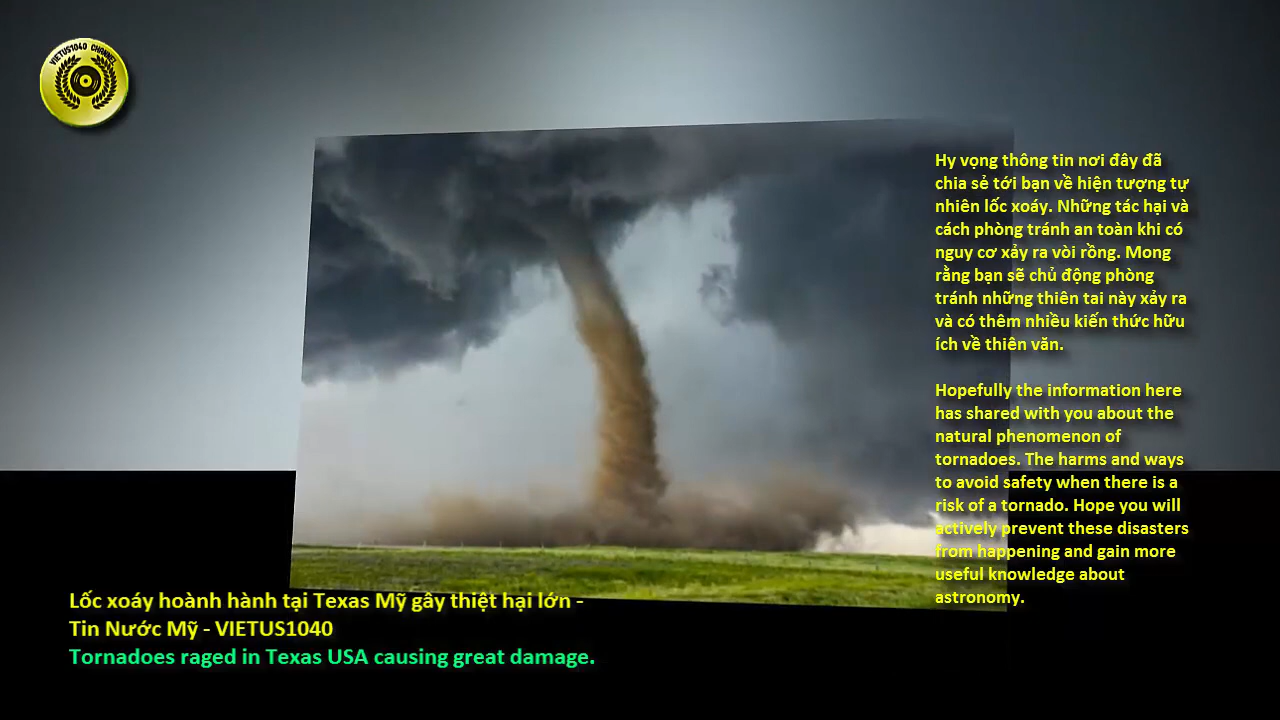 VIETUS1040 CHANNEL
Hy vọng thông tin nơi đây đã
chia sẻ tới bạn về hiện tượng tự
nhiên lốc xoáy. Những tác hại và
cách phòng tránh an toàn khi có
nguy cơ xảy ra vòi rồng. Mong
rằng bạn sẽ chủ động phòng
tránh những thiên tai này xảy ra
và có thêm nhiều kiến thức hữu
ích về thiên văn.
Hopefully the information here
has shared with you about the
natural phenomenon of
tornadoes. The harms and ways
to avoid safety when there is a
risk of a tornado. Hope you will
actively prevent these disasters
from happening and gain more
useful knowledge about
astronomy.
Lốc xoáy hoành hành tại Texas Mỹ gây thiệt hại lớn -
Tin Nước Mỹ - VIETUS1040
Tornadoes raged in Texas USA causing great damage.